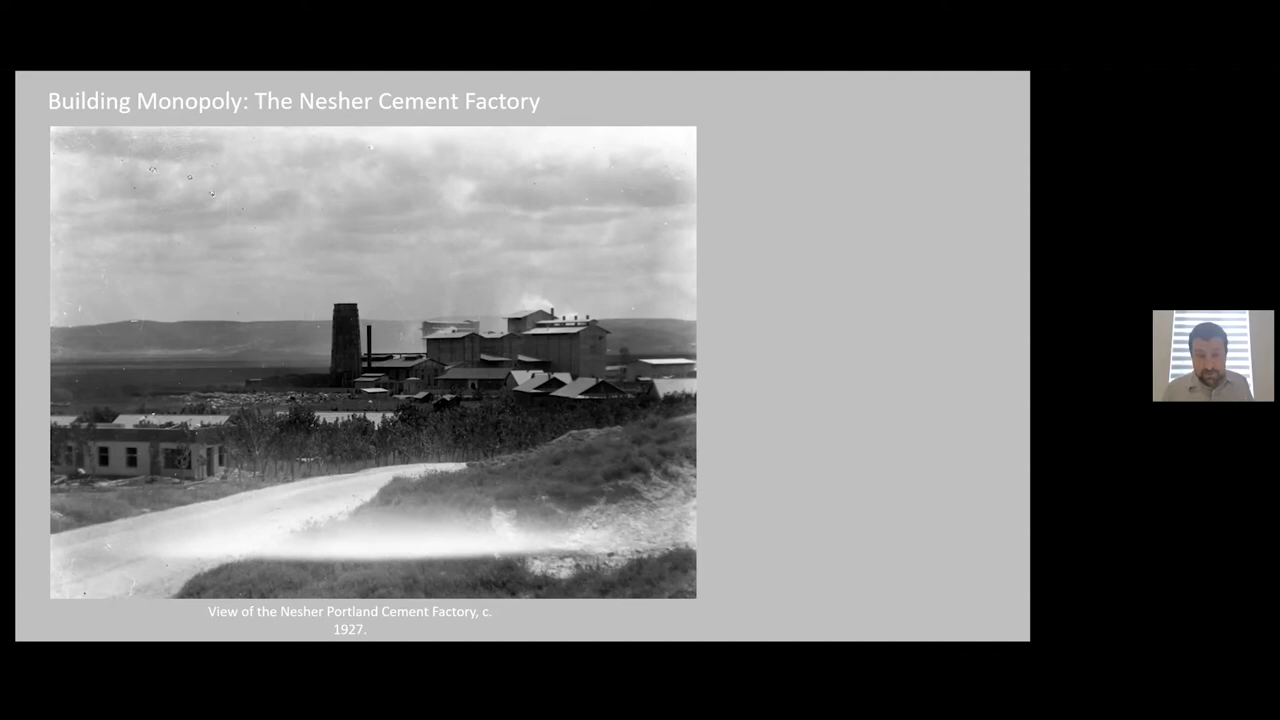 Building Monopoly: The Nesher Cement Factory
View of the Nesher Portland Cement Factory, c.
1927.